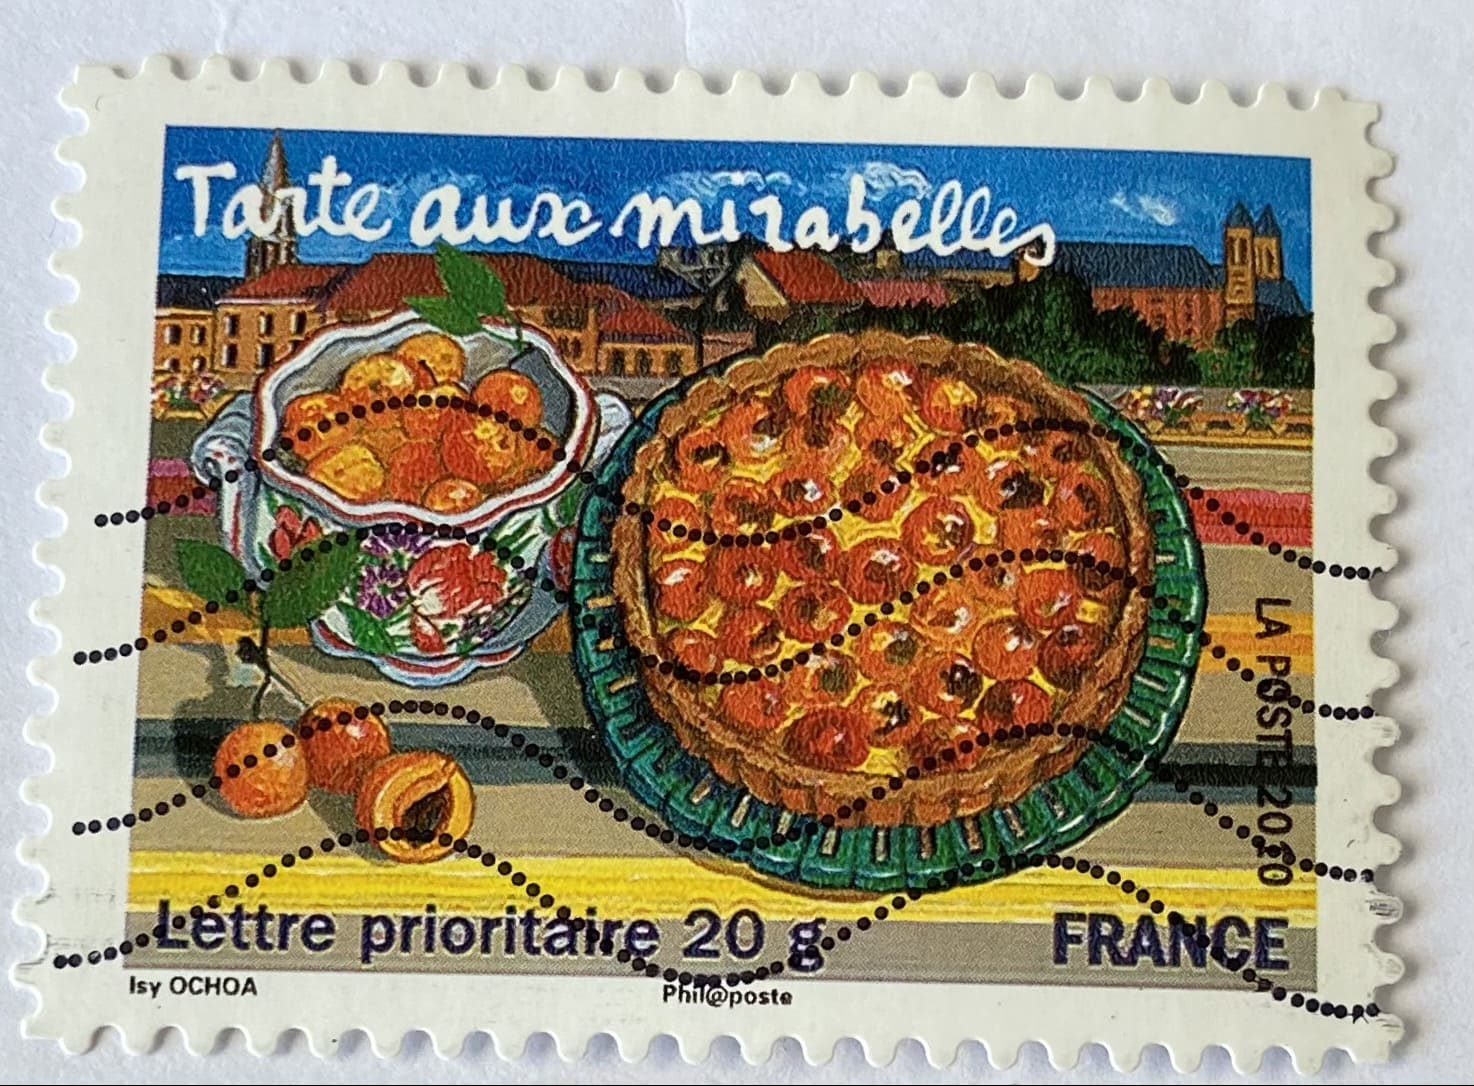 Tarte aux mirabelles
LA POSTE 2010
Lettre prioritaire 20 g
FRANCE
Isy OCHOA
Phil@poste